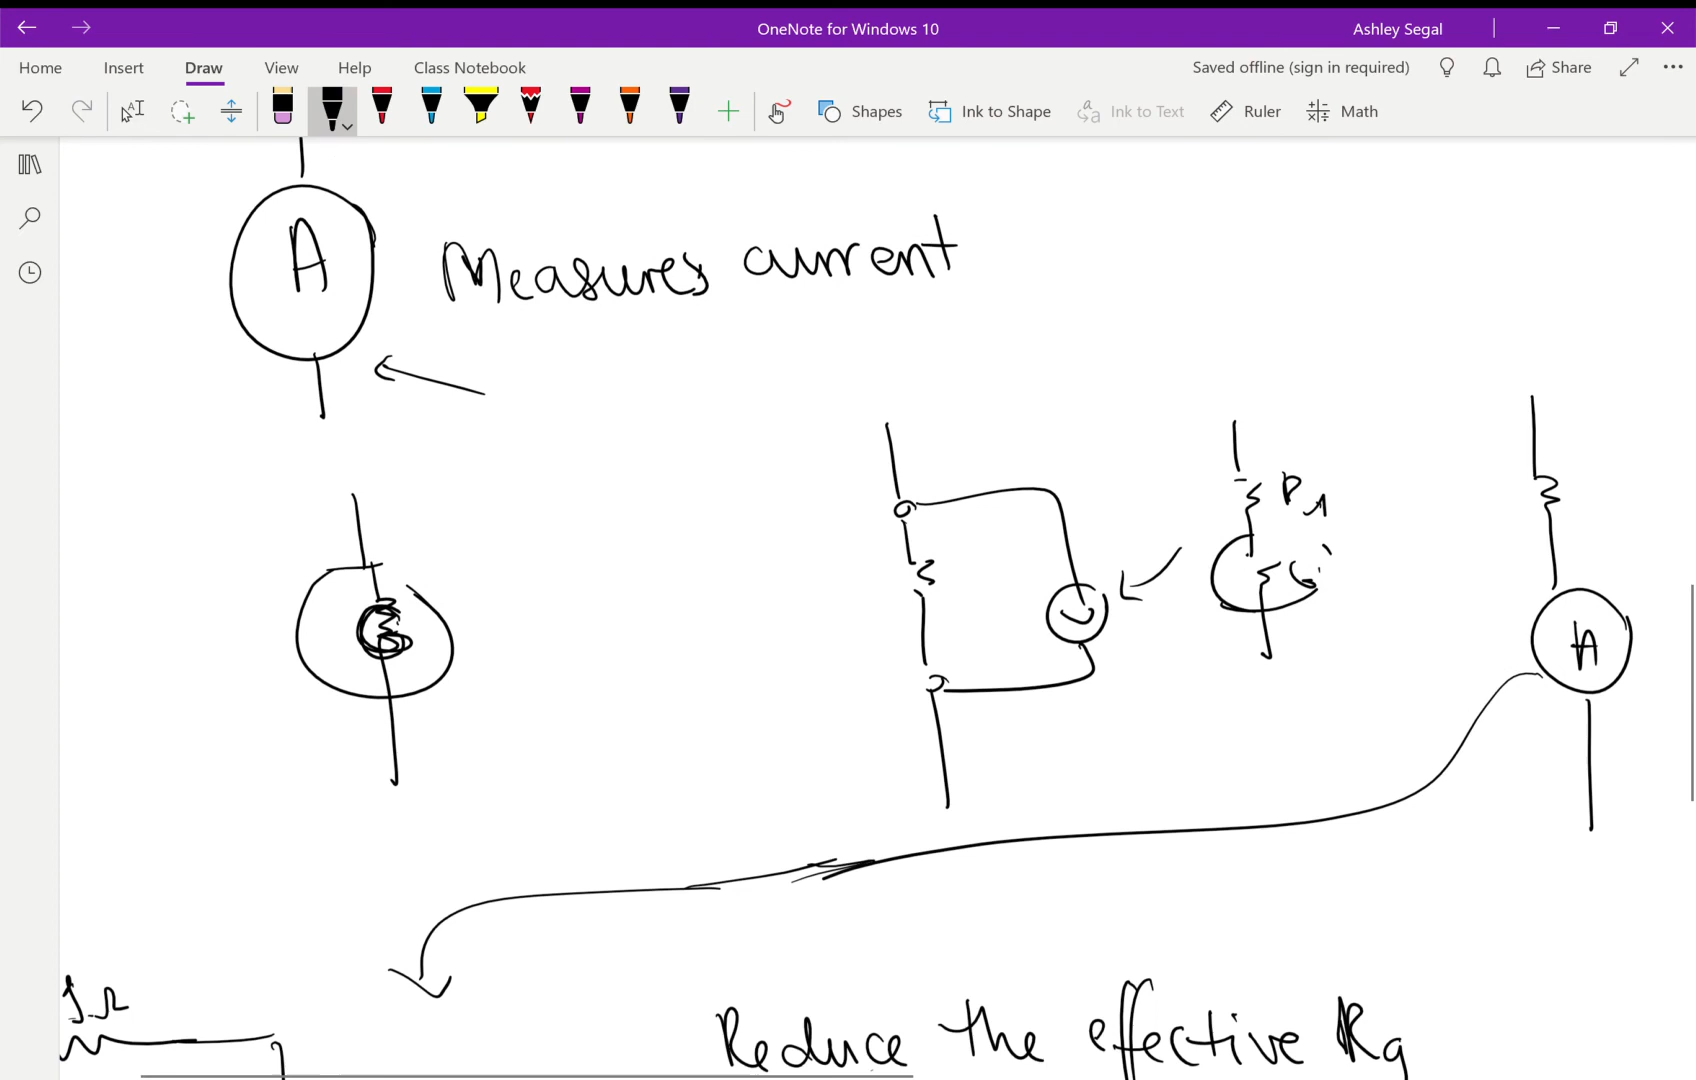 OneNote for Windows 10
Ashley Segal
Home Insert Draw View Help Class Notebook
Saved offline (sign in required) Share
Shapes Ink to Shape Ink to Text Ruler Math
A Measures current
R
G
V
A
Ω
Reduce the effective Rg